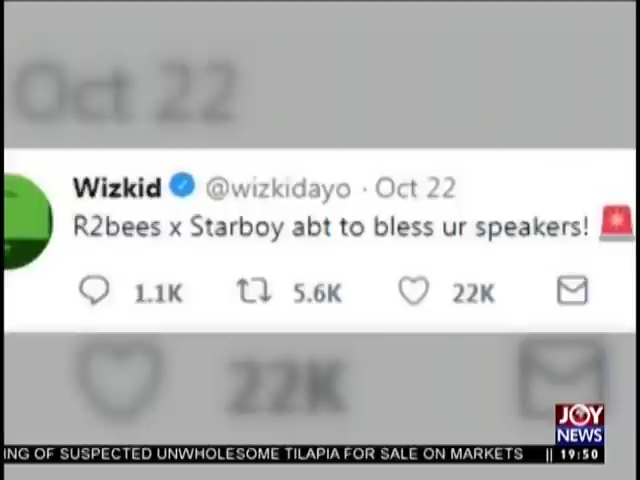 Oct 22
Wizkid @wizkidayo · Oct 22
R2bees x Starboy abt to bless ur speakers!
1.1K 5.6K 22K
22K
JOY
NEWS
ING OF SUSPECTED UNWHOLESOME TILAPIA FOR SALE ON MARKETS || 19:50